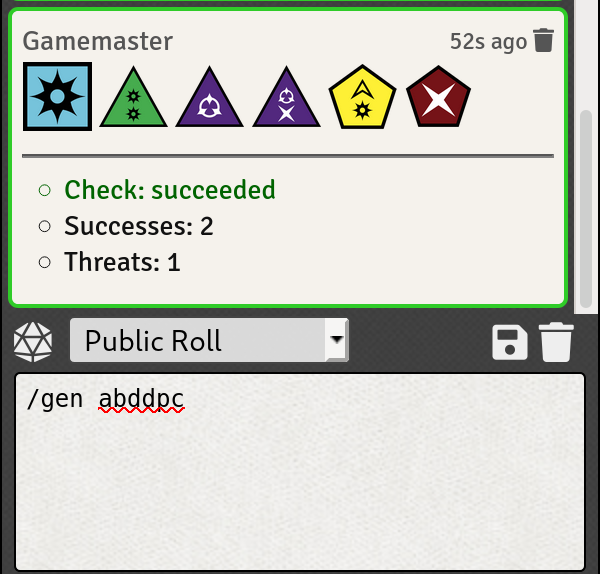 Gamemaster 52s ago
Check: succeeded
Successes: 2
Threats: 1
Public Roll
/gen abddpc